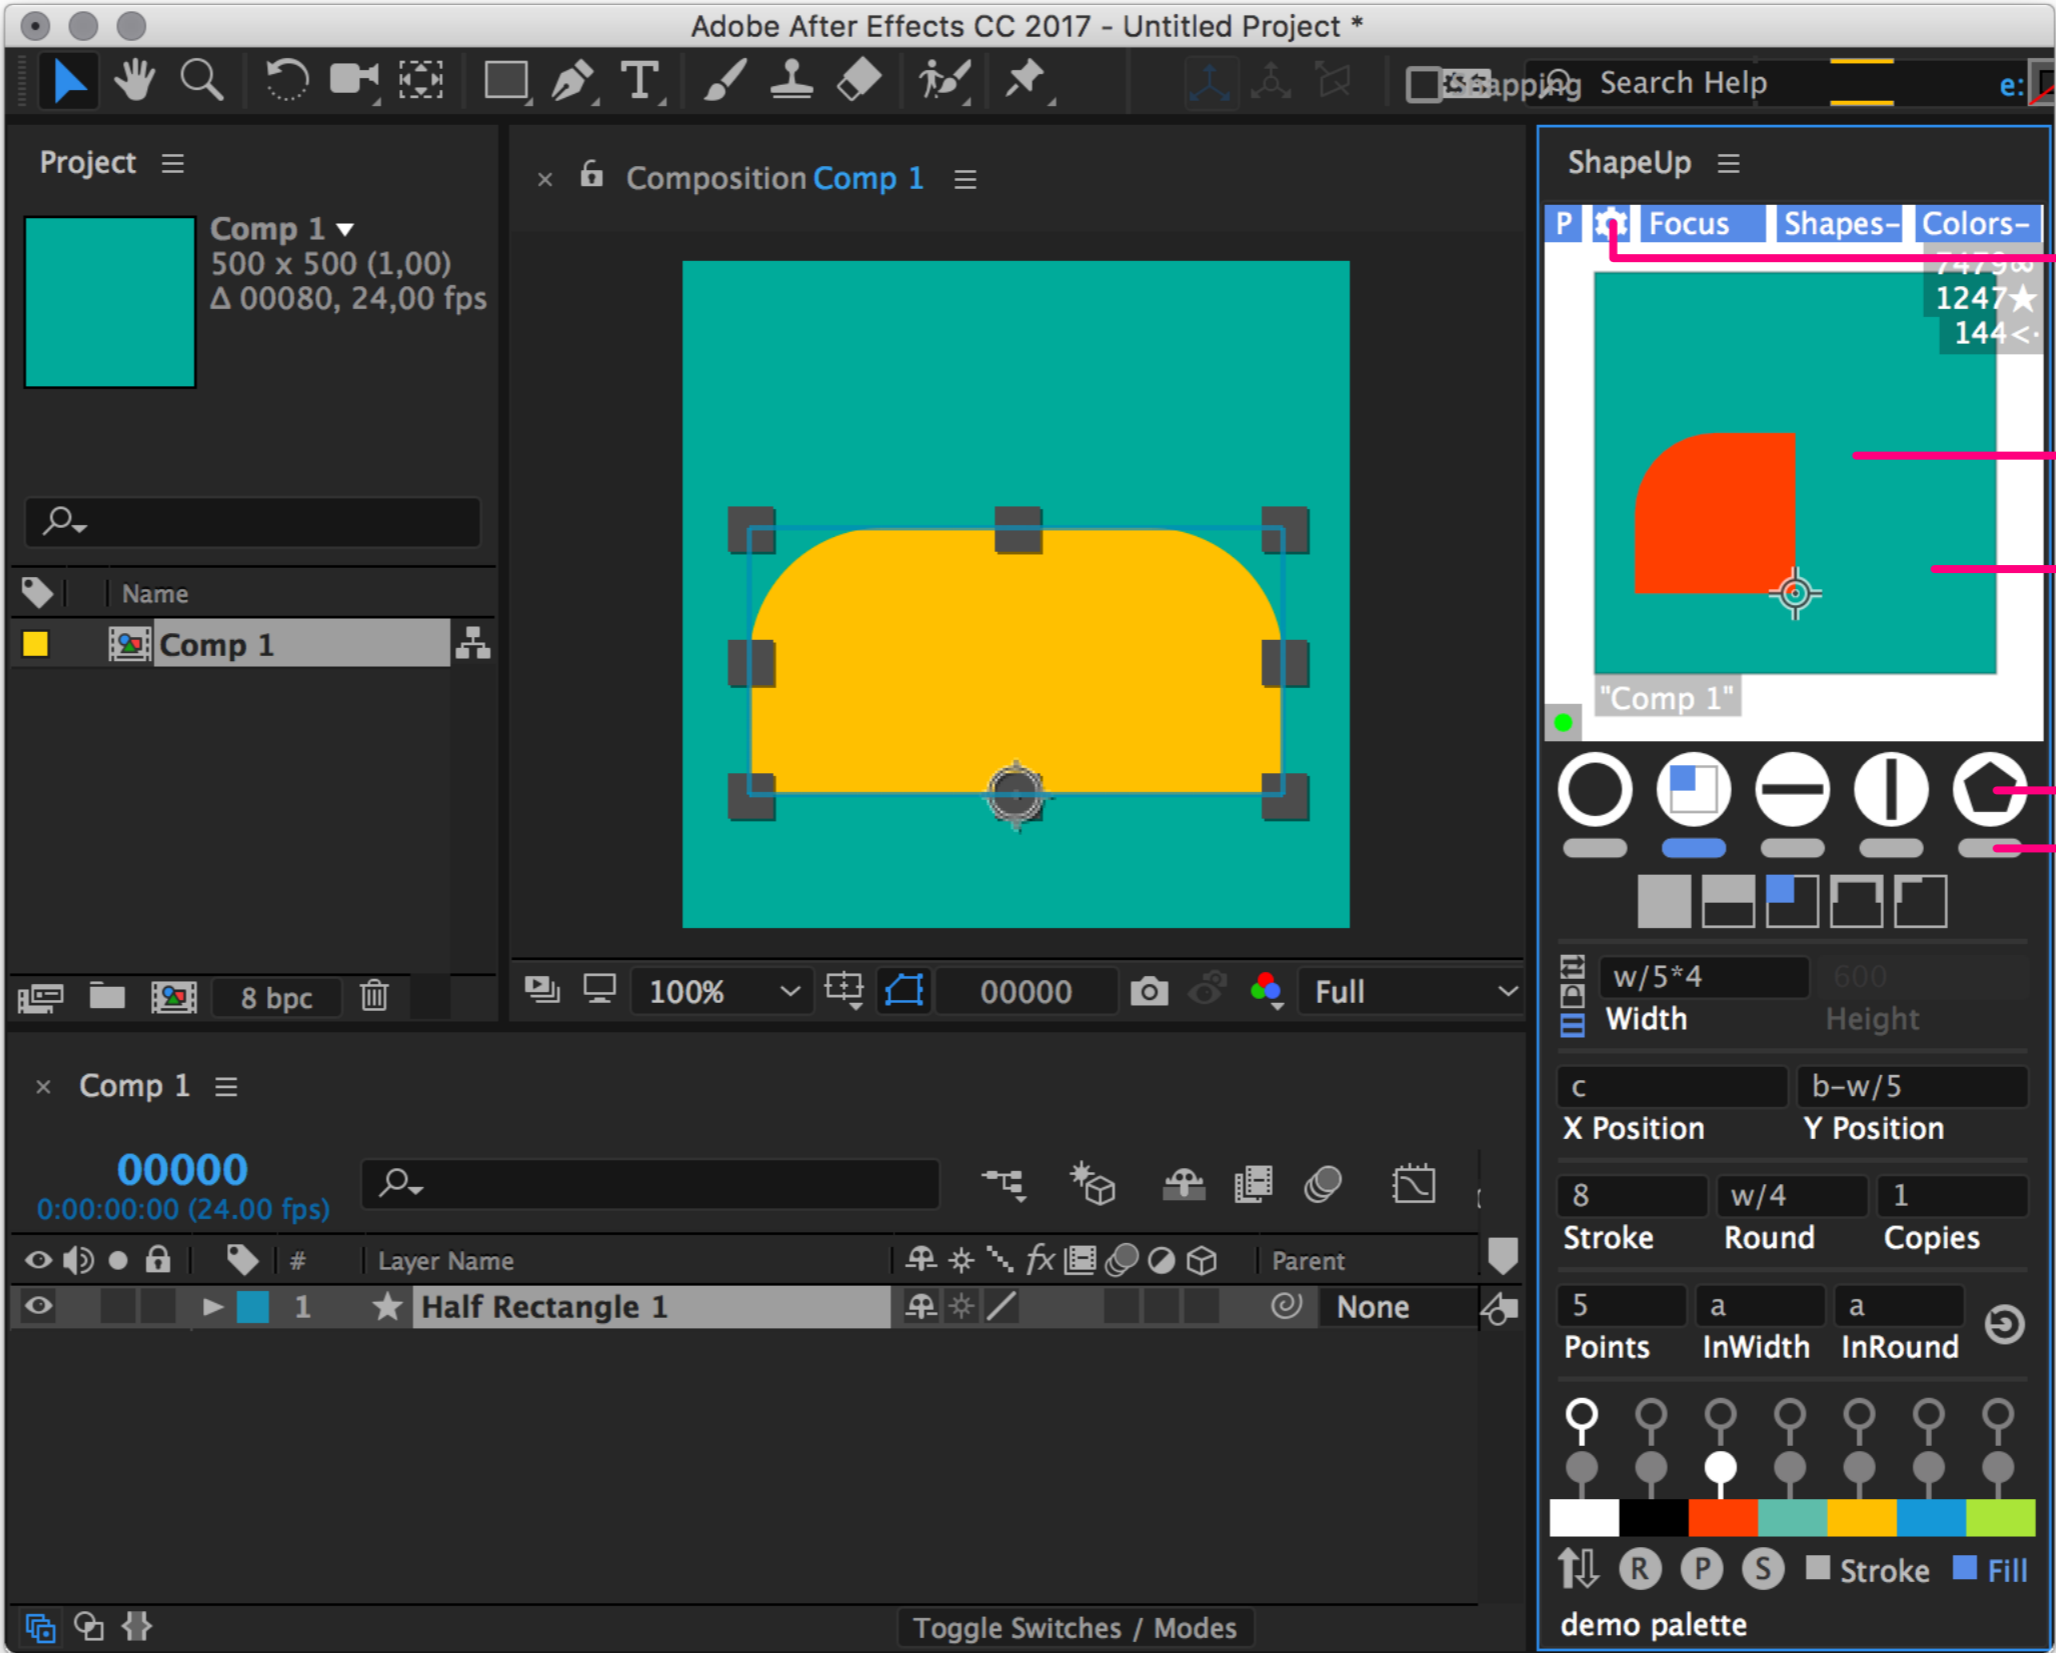 Adobe After Effects CC 2017 - Untitled Project *
Snapping
Search Help
e:
Project
Comp 1
500 x 500 (1,00)
Δ 00080, 24,00 fps
Name
Comp 1
8 bpc
Composition Comp 1
100%
00000
Full
ShapeUp
P
Focus
Shapes-
Colors-
7479∞
1247★
144<·
"Comp 1"
w/5*4
600
Width
Height
c
b-w/5
X Position
Y Position
8
w/4
1
Stroke
Round
Copies
5
a
a
Points
InWidth
InRound
R
P
S
Stroke
Fill
demo palette
Comp 1
00000
0:00:00:00 (24.00 fps)
#
Layer Name
fx
Parent
1
Half Rectangle 1
None
Toggle Switches / Modes